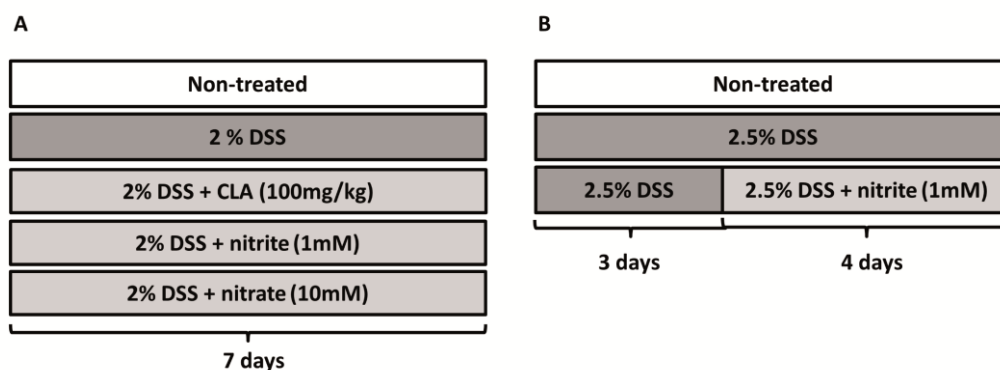 A
Non-treated
2 % DSS
2% DSS + CLA (100mg/kg)
2% DSS + nitrite (1mM)
2% DSS + nitrate (10mM)
7 days
B
Non-treated
2.5% DSS
2.5% DSS
2.5% DSS + nitrite (1mM)
3 days
4 days